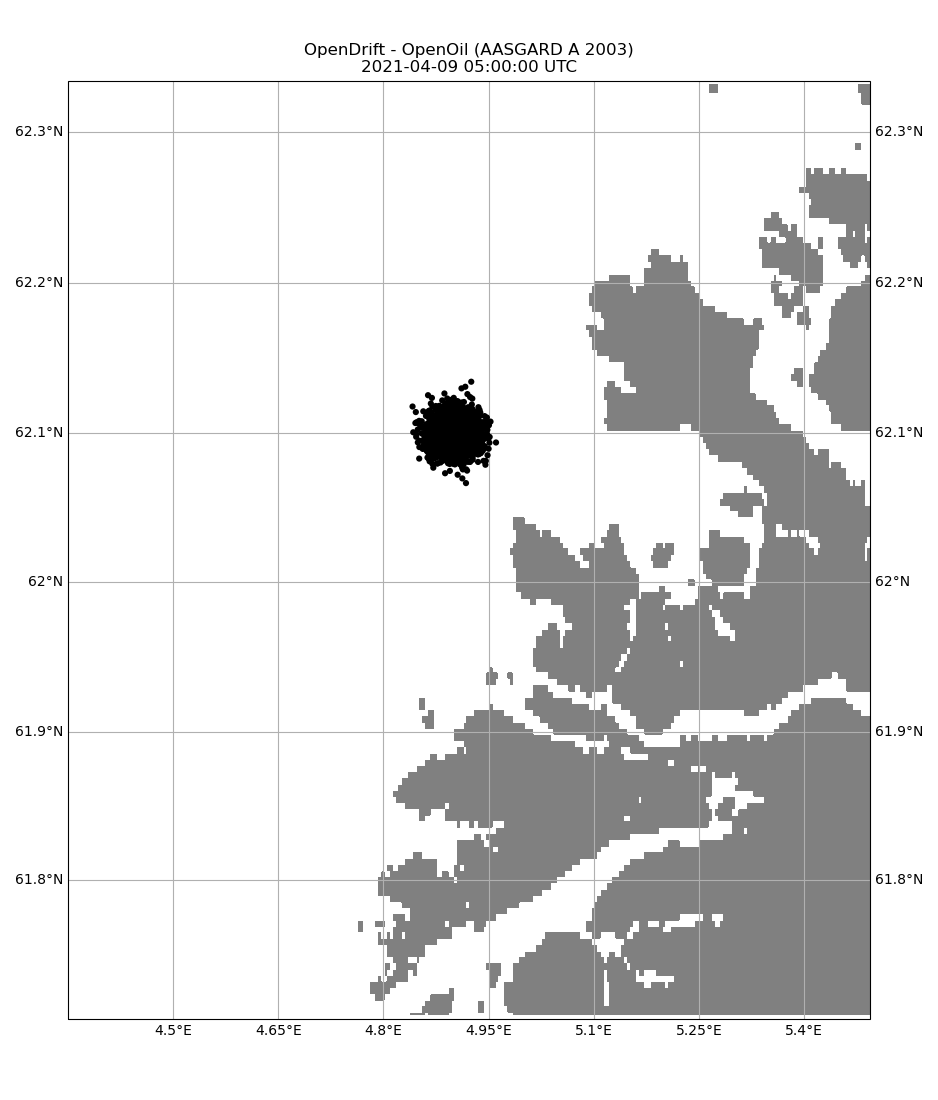 OpenDrift - OpenOil (AASGARD A 2003)
2021-04-09 05:00:00 UTC
62.3°N 62.3°N
62.2°N 62.2°N
62.1°N 62.1°N
62°N 62°N
61.9°N 61.9°N
61.8°N 61.8°N
4.5°E 4.65°E 4.8°E 4.95°E 5.1°E 5.25°E 5.4°E